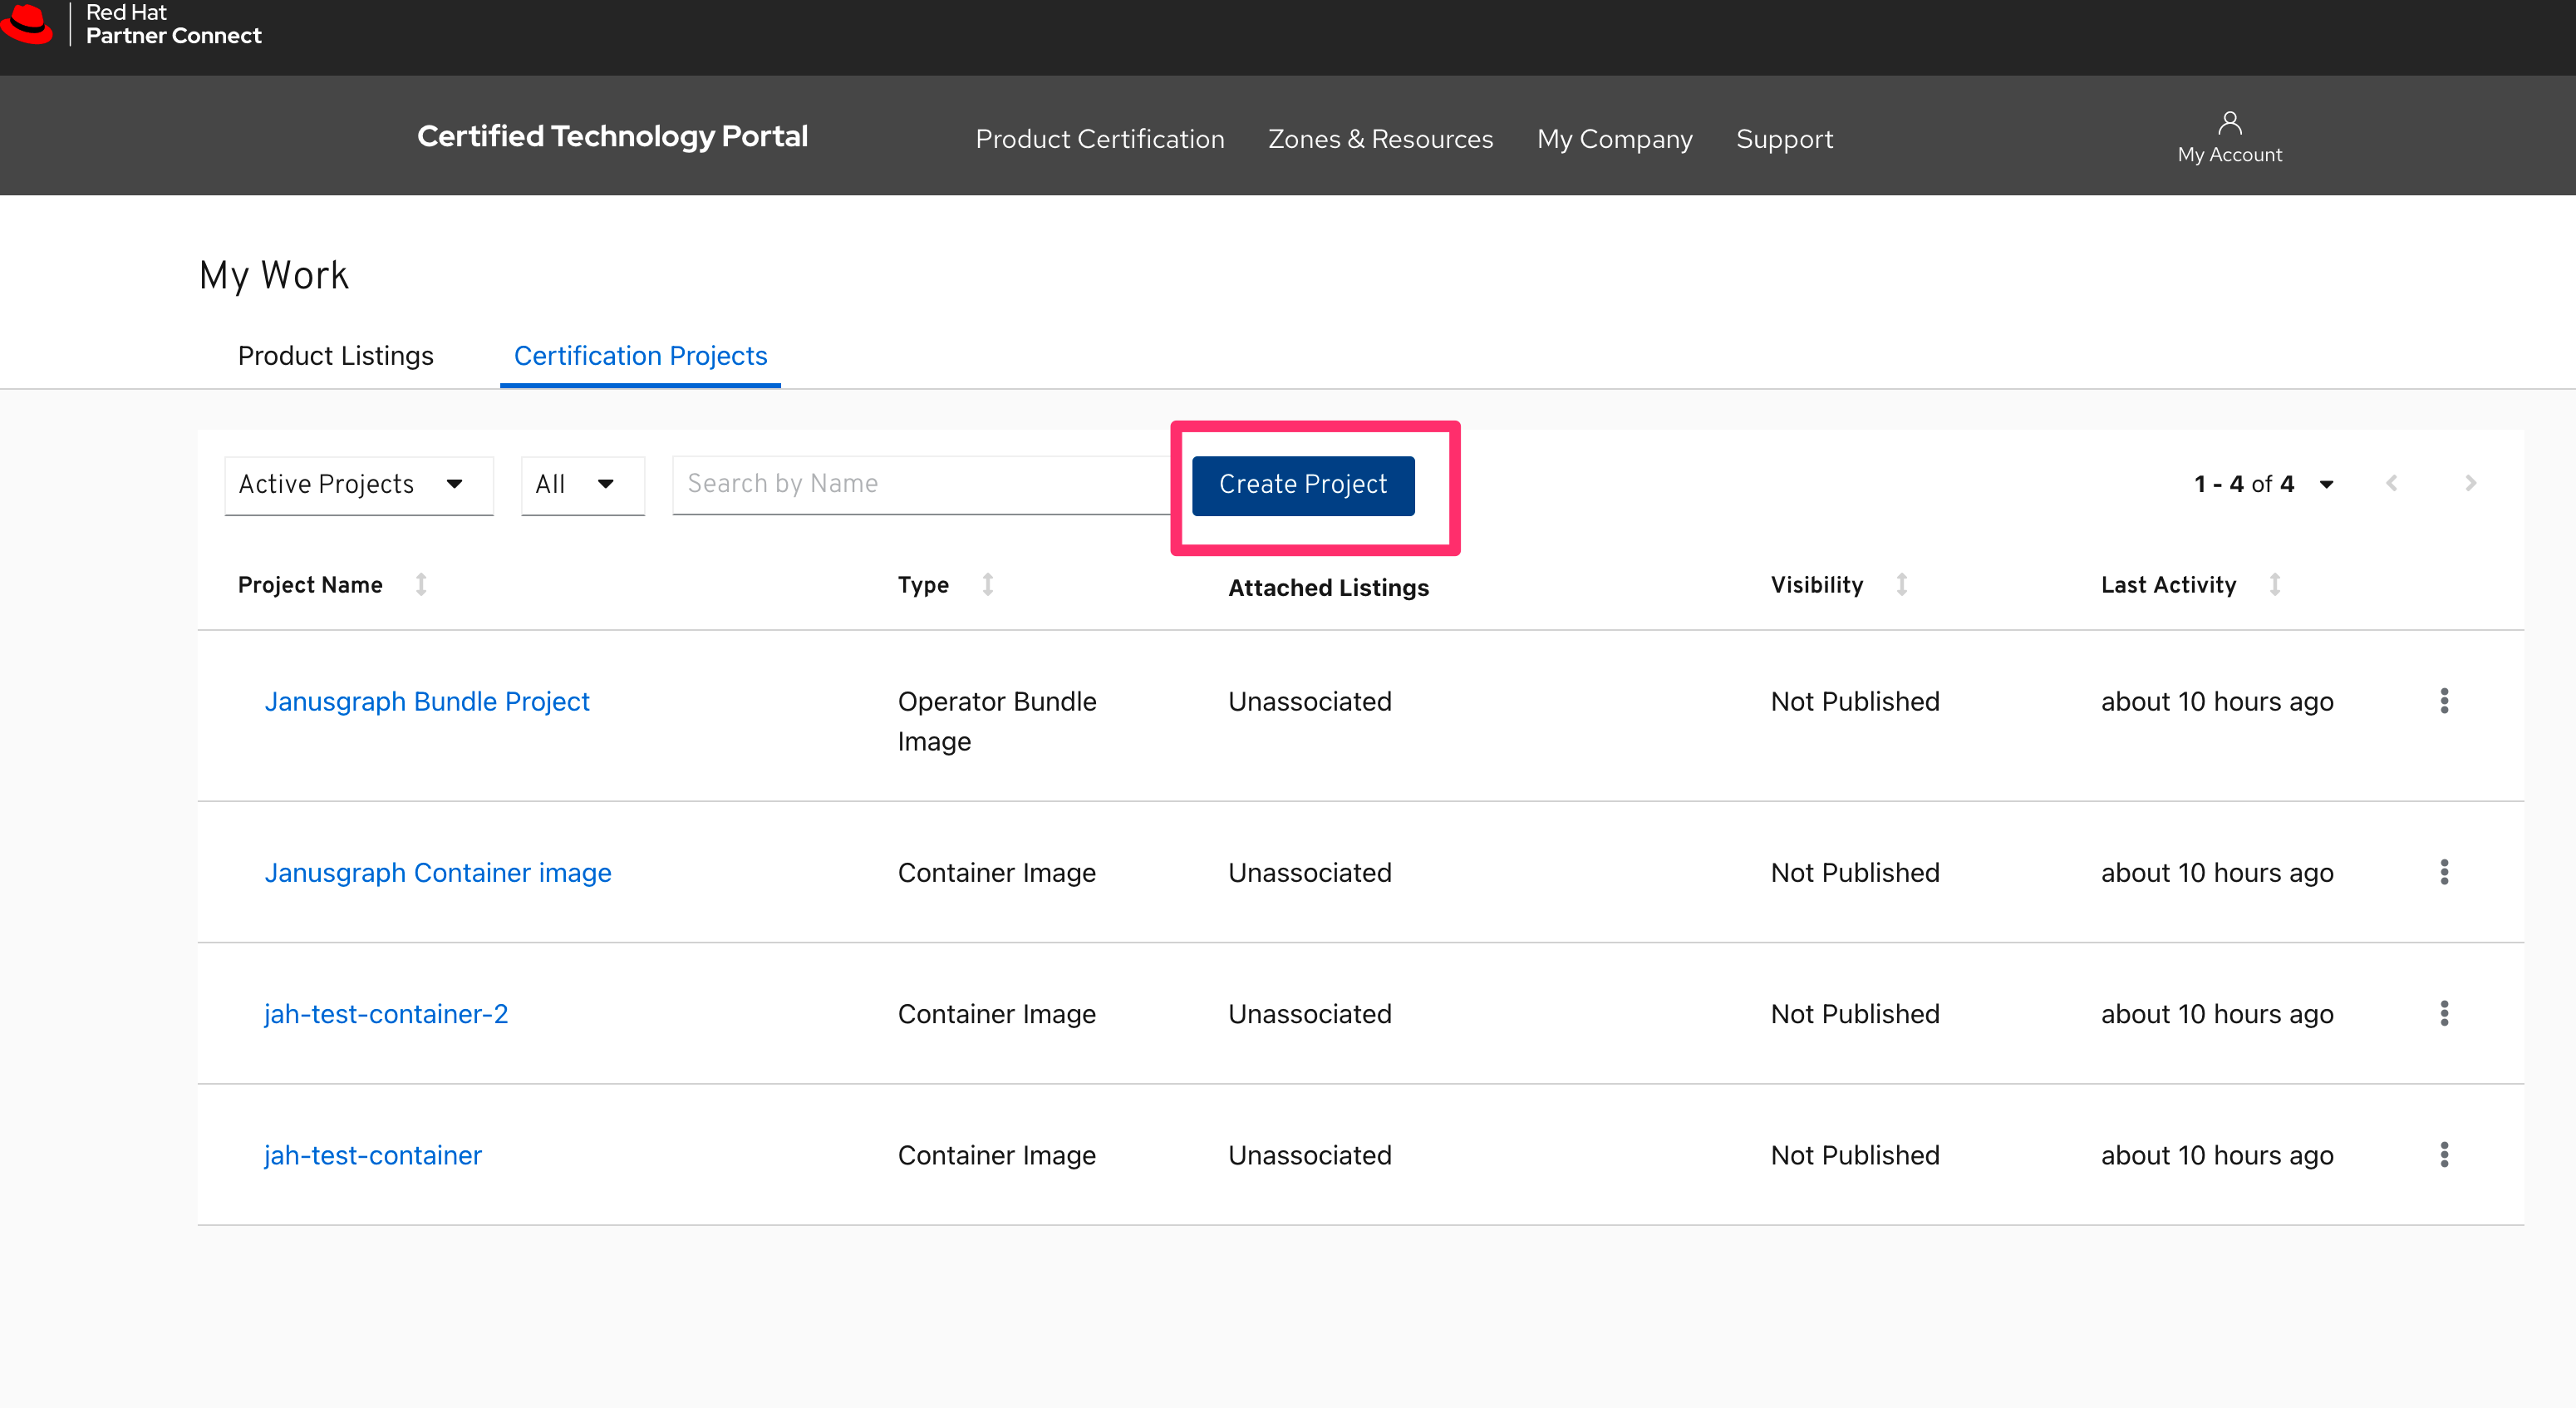 Red Hat
Partner Connect
Certified Technology Portal
Product Certification
Zones & Resources
My Company
Support
My Account
My Work
Product Listings
Certification Projects
Active Projects
All
Search by Name
Create Project
1 - 4 of 4
Project Name
Type
Attached Listings
Visibility
Last Activity
Janusgraph Bundle Project
Operator Bundle
Image
Unassociated
Not Published
about 10 hours ago
Janusgraph Container image
Container Image
Unassociated
Not Published
about 10 hours ago
jah-test-container-2
Container Image
Unassociated
Not Published
about 10 hours ago
jah-test-container
Container Image
Unassociated
Not Published
about 10 hours ago